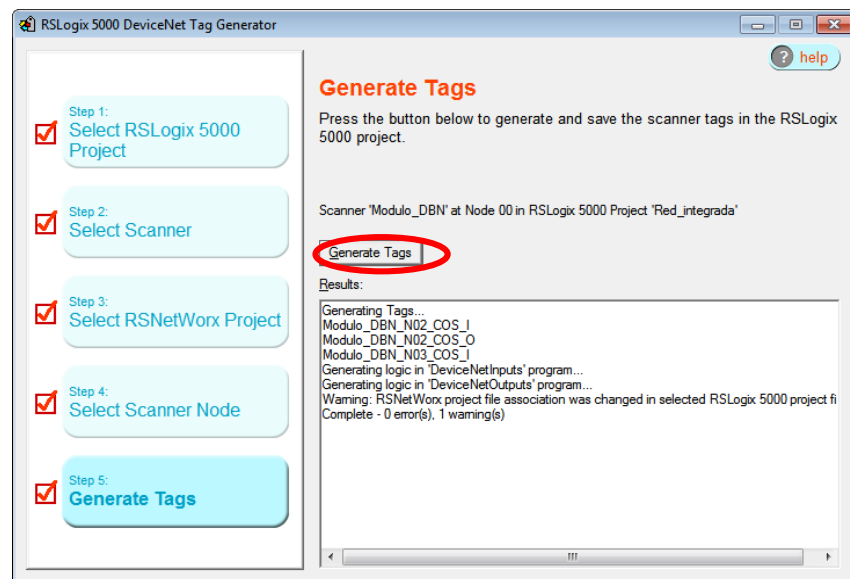 RSLogix 5000 DeviceNet Tag Generator
? help
Step 1:
Select RSLogix 5000
Project
Step 2:
Select Scanner
Step 3:
Select RSNetWorx Project
Step 4:
Select Scanner Node
Step 5:
Generate Tags
Generate Tags
Press the button below to generate and save the scanner tags in the RSLogix
5000 project.
Scanner 'Modulo_DBN' at Node 00 in RSLogix 5000 Project 'Red_integrada'
Generate Tags
Results:
Generating Tags...
Modulo_DBN_N02_COS_I
Modulo_DBN_N02_COS_O
Modulo_DBN_N03_COS_I
Generating logic in 'DeviceNetInputs' program...
Generating logic in 'DeviceNetOutputs' program...
Warning: RSNetWorx project file association was changed in selected RSLogix 5000 project fi
Complete - 0 error(s), 1 warning(s)